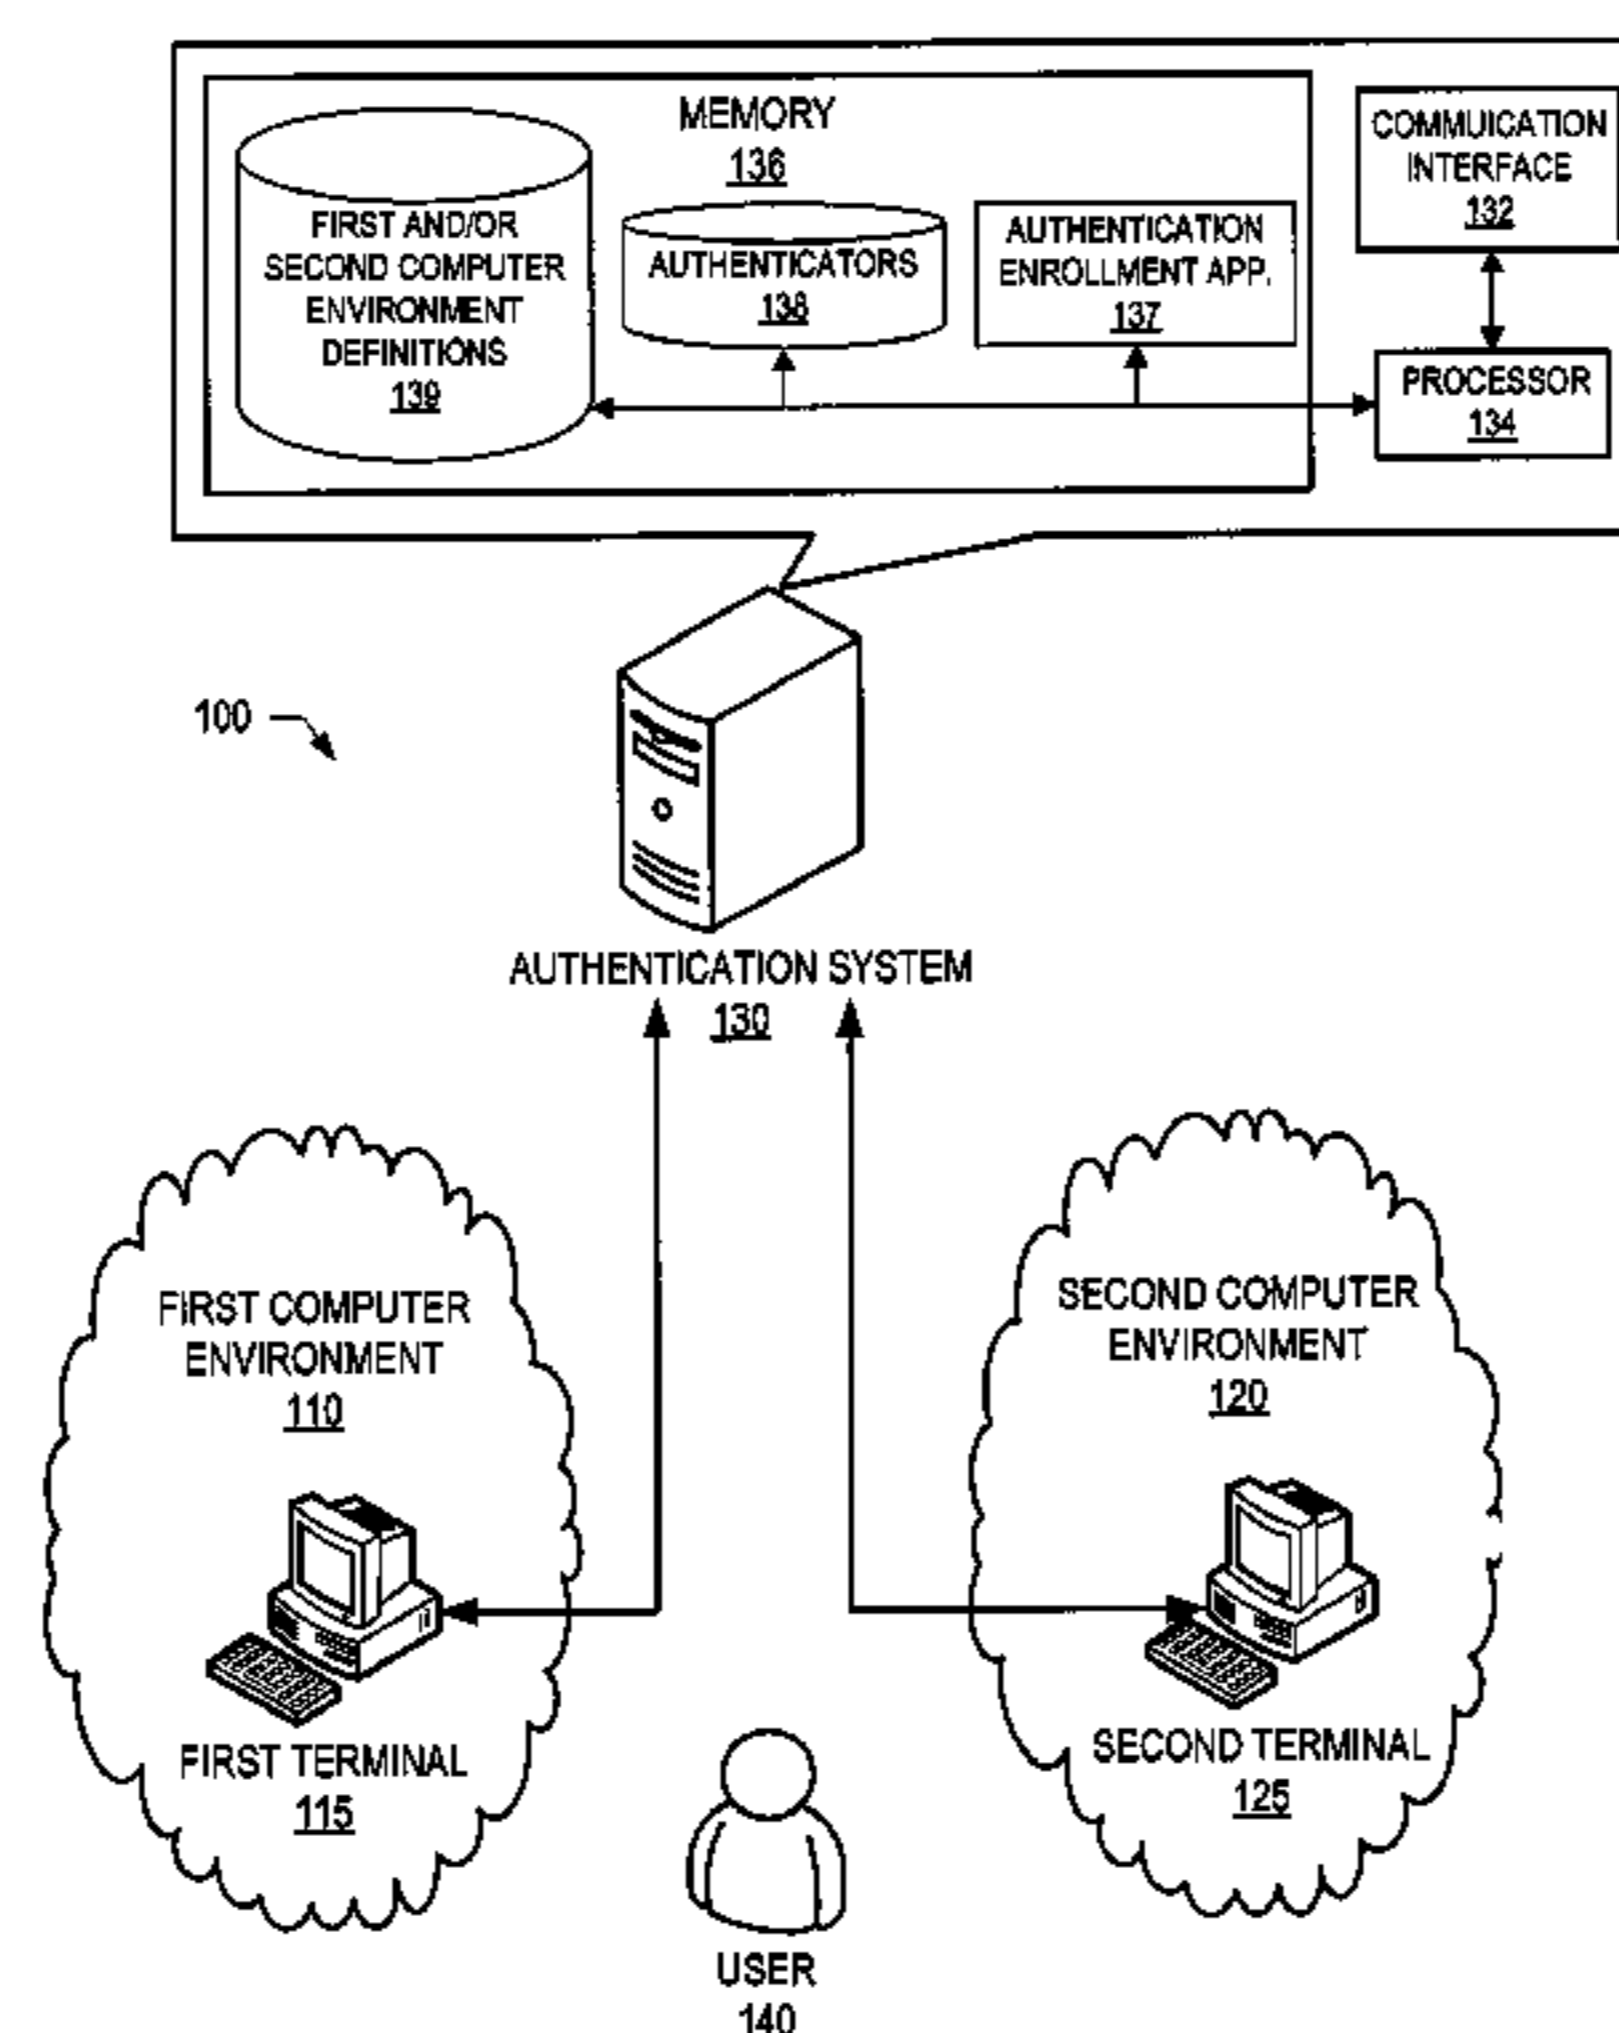 MEMORY
136
FIRST AND/OR
SECOND COMPUTER
ENVIRONMENT
DEFINITIONS
139
AUTHENTICATORS
138
AUTHENTICATION
ENROLLMENT APP.
137
COMMUICATION
INTERFACE
132
PROCESSOR
134
100
AUTHENTICATION SYSTEM
130
FIRST COMPUTER
ENVIRONMENT
110
SECOND COMPUTER
ENVIRONMENT
120
FIRST TERMINAL
115
SECOND TERMINAL
125
USER
140